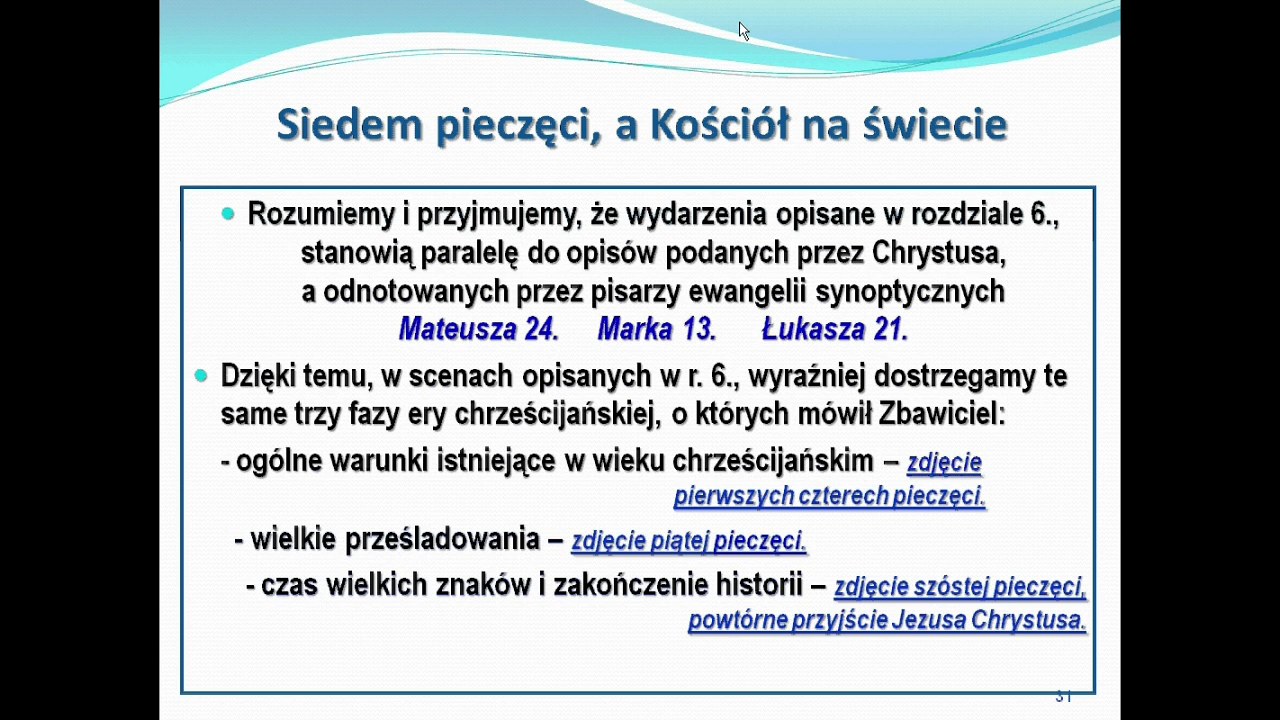 Siedem pieczęci, a Kościół na świecie
• Rozumiemy i przyjmujemy, że wydarzenia opisane w rozdziale 6.,
stanowią paralelę do opisów podanych przez Chrystusa,
a odnotowanych przez pisarzy ewangelii synoptycznych
Mateusza 24. Marka 13. Łukasza 21.
• Dzięki temu, w scenach opisanych w r. 6., wyraźniej dostrzegamy te
same trzy fazy ery chrześcijańskiej, o których mówił Zbawiciel:
- ogólne warunki istniejące w wieku chrześcijańskim – zdjęcie
pierwszych czterech pieczęci.
- wielkie prześladowania – zdjęcie piątej pieczęci.
- czas wielkich znaków i zakończenie historii – zdjęcie szóstej pieczęci,
powtórne przyjście Jezusa Chrystusa.
31